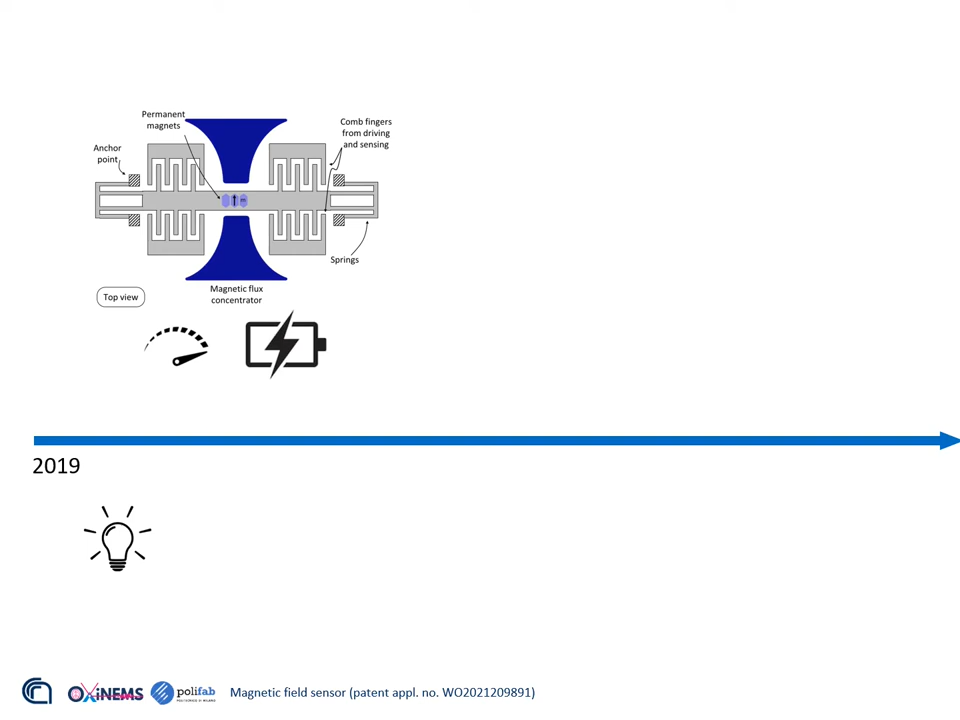 Permanent
magnets
Comb fingers
from driving
and sensing
Anchor
point
Springs
Magnetic flux
concentrator
Top view
2019
OXiNEMS
polifab
Magnetic field sensor (patent appl. no. WO2021209891)